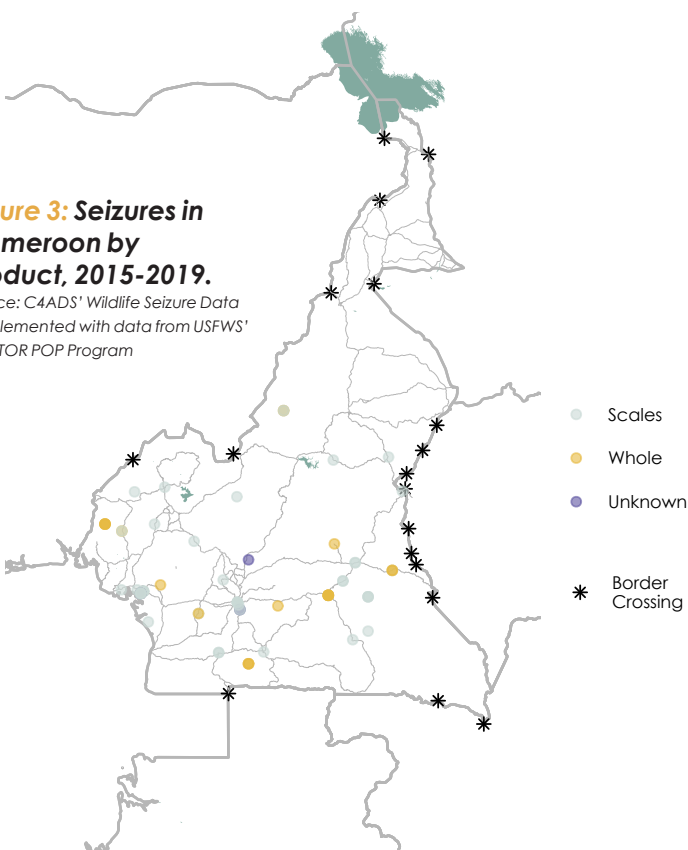 ure 3: Seizures in
meroon by
oduct, 2015-2019.
ce: C4ADS’ Wildlife Seizure Data
lemented with data from USFWS’
TOR POP Program
Scales
Whole
Unknown
Border
Crossing